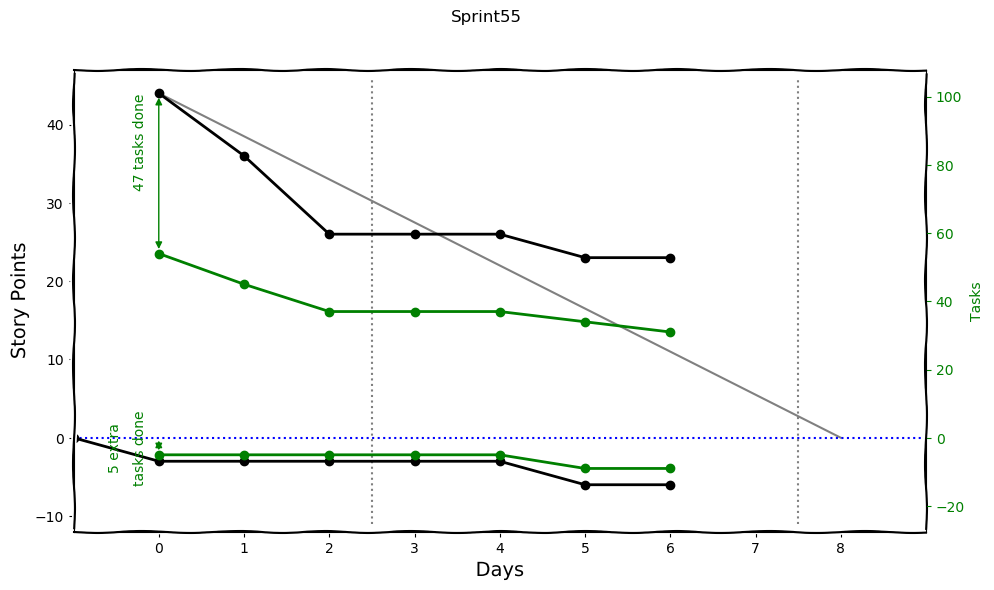 Sprint55
47 tasks done
5 extra
tasks done
Story Points
40
30
20
10
0
−10
100
80
60
40
20
0
−20
Tasks
0 1 2 3 4 5 6 7 8
Days